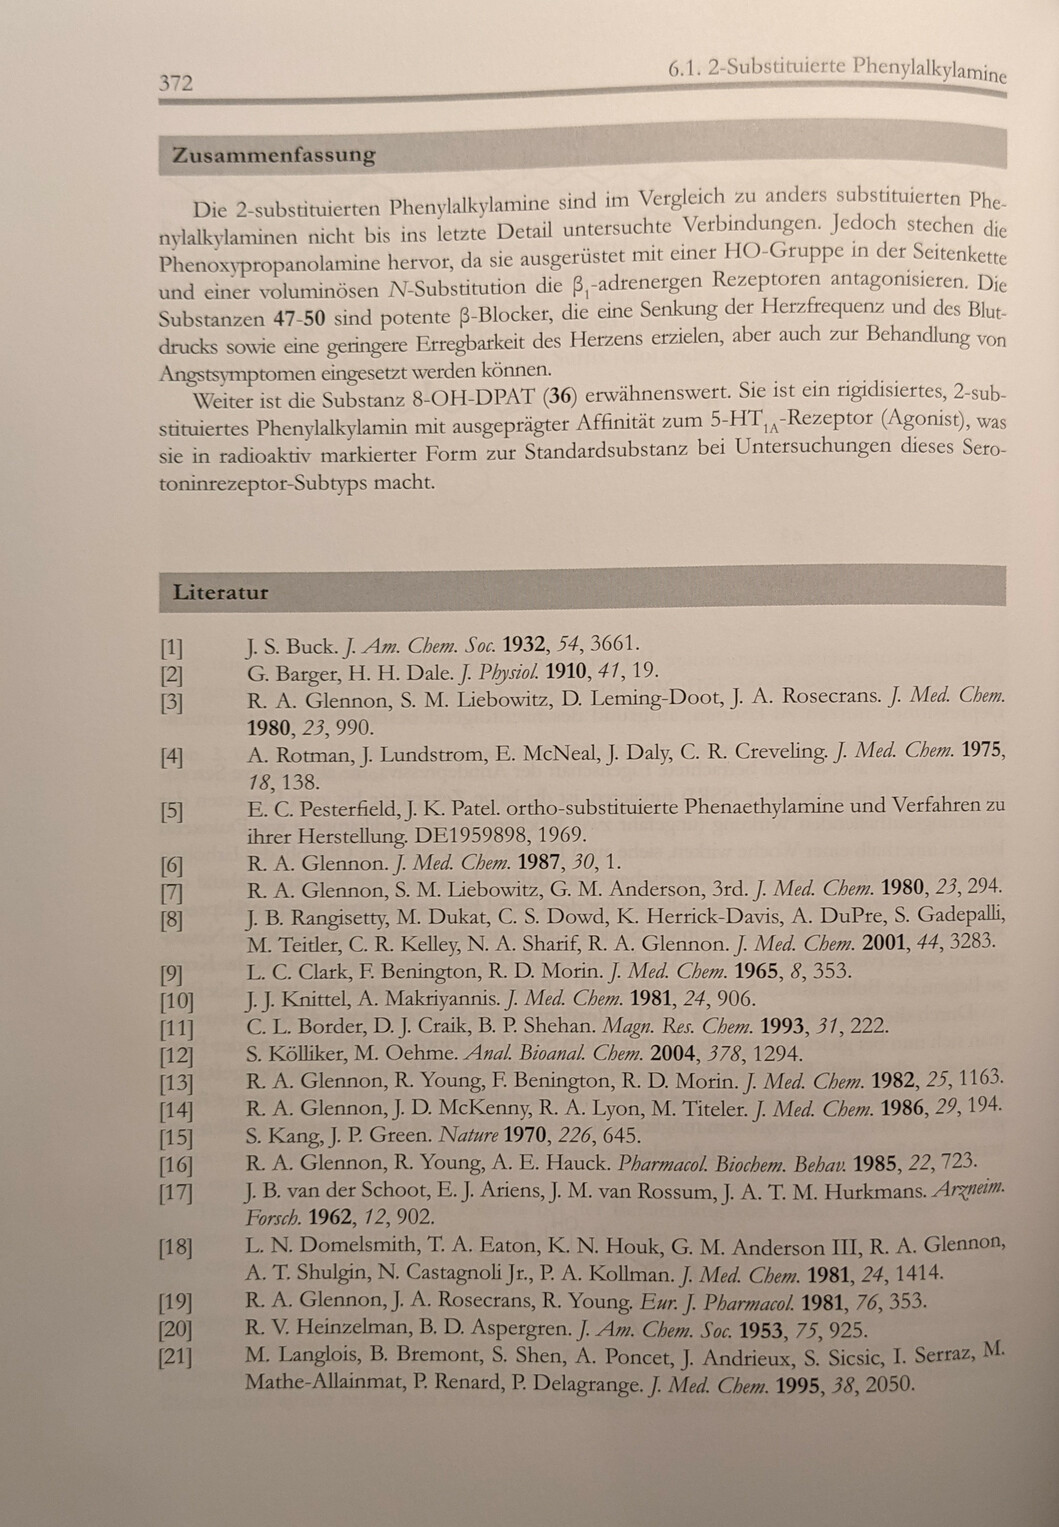 372
6.1. 2-Substituierte Phenylalkylamine
Zusammenfassung
Die 2-substituierten Phenylalkylamine sind im Vergleich zu anders substituierten Phe-
nylalkylaminen nicht bis ins letzte Detail untersuchte Verbindungen. Jedoch stechen die
Phenoxypropanolamine hervor, da sie ausgerüstet mit einer HO-Gruppe in der Seitenkette
und einer voluminösen N-Substitution die β₁-adrenergen Rezeptoren antagonisieren. Die
Substanzen 47-50 sind potente β-Blocker, die eine Senkung der Herzfrequenz und des Blut-
drucks sowie eine geringere Erregbarkeit des Herzens erzielen, aber auch zur Behandlung von
Angstsymptomen eingesetzt werden können.
Weiter ist die Substanz 8-OH-DPAT (36) erwähnenswert. Sie ist ein rigidisiertes, 2-sub-
stituiertes Phenylalkylamin mit ausgeprägter Affinität zum 5-HT1A-Rezeptor (Agonist), was
sie in radioaktiv markierter Form zur Standardsubstanz bei Untersuchungen dieses Sero-
toninrezeptor-Subtyps macht.
Literatur
[1] J. S. Buck. J. Am. Chem. Soc. 1932, 54, 3661.
[2] G. Barger, H. H. Dale. J. Physiol. 1910, 41, 19.
[3] R. A. Glennon, S. M. Liebowitz, D. Leming-Doot, J. A. Rosecrans. J. Med. Chem.
1980, 23, 990.
[4] A. Rotman, J. Lundstrom, E. McNeal, J. Daly, C. R. Creveling. J. Med. Chem. 1975,
18, 138.
[5] E. C. Pesterfield, J. K. Patel. ortho-substituierte Phenaethylamine und Verfahren zu
ihrer Herstellung. DE1959898, 1969.
[6] R. A. Glennon. J. Med. Chem. 1987, 30, 1.
[7] R. A. Glennon, S. M. Liebowitz, G. M. Anderson, 3rd. J. Med. Chem. 1980, 23, 294.
[8] J. B. Rangisetty, M. Dukat, C. S. Dowd, K. Herrick-Davis, A. DuPre, S. Gadepalli,
M. Teitler, C. R. Kelley, N. A. Sharif, R. A. Glennon. J. Med. Chem. 2001, 44, 3283.
[9] L. C. Clark, F. Benington, R. D. Morin. J. Med. Chem. 1965, 8, 353.
[10] J. J. Knittel, A. Makriyannis. J. Med. Chem. 1981, 24, 906.
[11] C. L. Border, D. J. Craik, B. P. Shehan. Magn. Res. Chem. 1993, 31, 222.
[12] S. Kölliker, M. Oehme. Anal. Bioanal. Chem. 2004, 378, 1294.
[13] R. A. Glennon, R. Young, F. Benington, R. D. Morin. J. Med. Chem. 1982, 25, 1163.
[14] R. A. Glennon, J. D. McKenny, R. A. Lyon, M. Titeler. J. Med. Chem. 1986, 29, 194.
[15] S. Kang, J. P. Green. Nature 1970, 226, 645.
[16] R. A. Glennon, R. Young, A. E. Hauck. Pharmacol. Biochem. Behav. 1985, 22, 723.
[17] J. B. van der Schoot, E. J. Ariens, J. M. van Rossum, J. A. T. M. Hurkmans. Arzneim.
Forsch. 1962, 12, 902.
[18] L. N. Domelsmith, T. A. Eaton, K. N. Houk, G. M. Anderson III, R. A. Glennon,
A. T. Shulgin, N. Castagnoli Jr., P. A. Kollman. J. Med. Chem. 1981, 24, 1414.
[19] R. A. Glennon, J. A. Rosecrans, R. Young. Eur. J. Pharmacol. 1981, 76, 353.
[20] R. V. Heinzelman, B. D. Aspergren. J. Am. Chem. Soc. 1953, 75, 925.
[21] M. Langlois, B. Bremont, S. Shen, A. Poncet, J. Andrieux, S. Sicsic, I. Serraz, M.
Mathe-Allainmat, P. Renard, P. Delagrange. J. Med. Chem. 1995, 38, 2050.